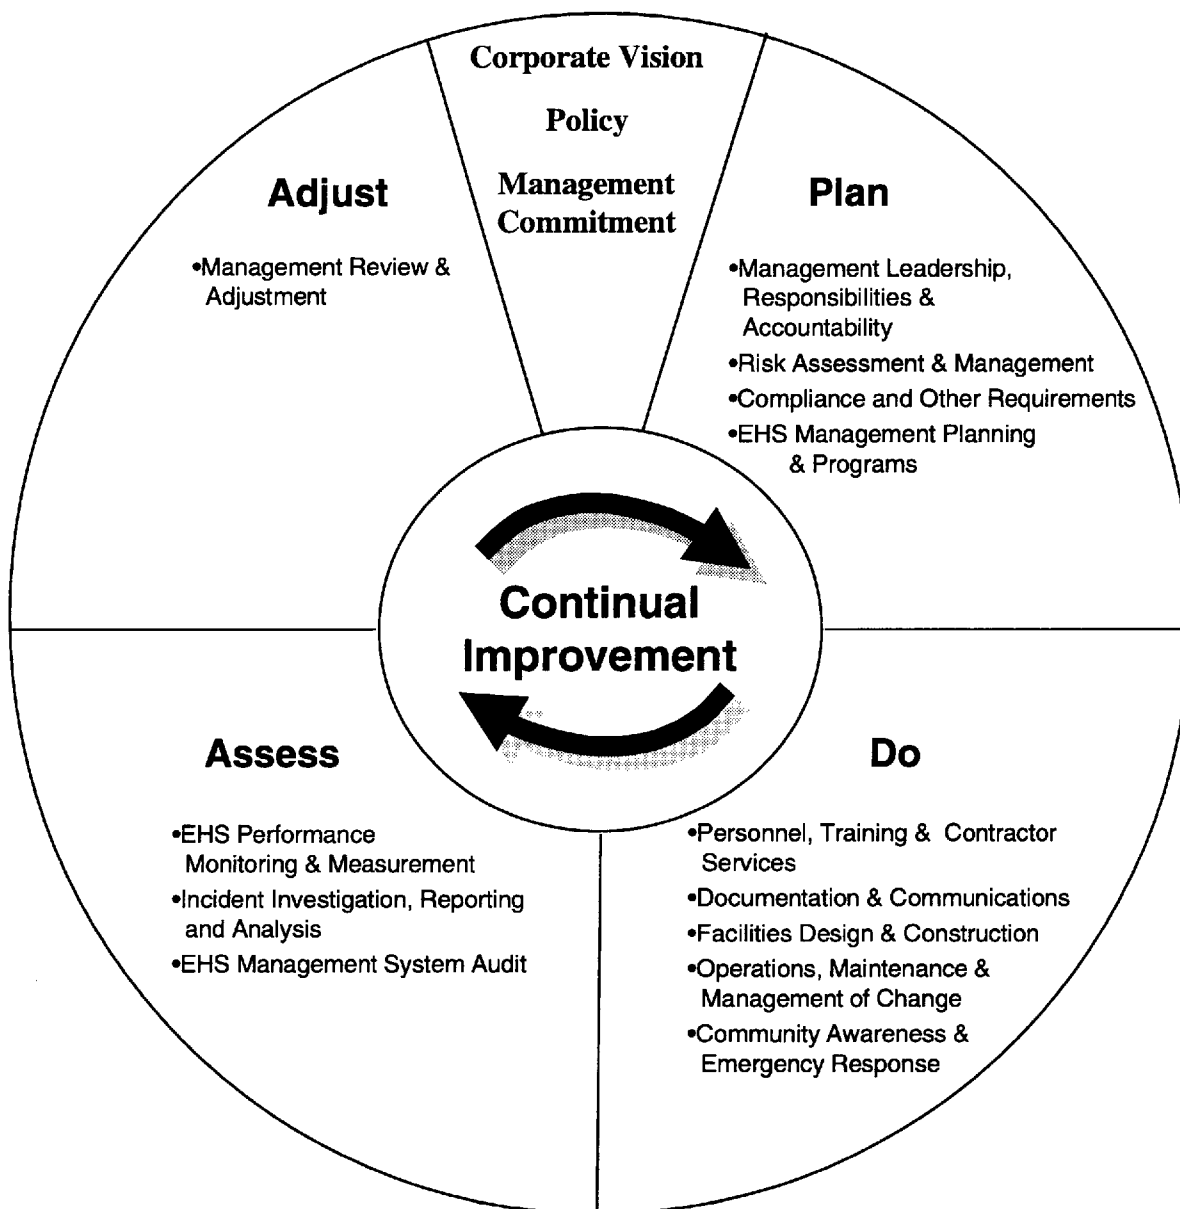 Corporate Vision
Policy
Management
Commitment
Adjust
•Management Review &
Adjustment
Plan
•Management Leadership,
Responsibilities &
Accountability
•Risk Assessment & Management
•Compliance and Other Requirements
•EHS Management Planning
& Programs
Continual
Improvement
Assess
•EHS Performance
Monitoring & Measurement
•Incident Investigation, Reporting
and Analysis
•EHS Management System Audit
Do
•Personnel, Training & Contractor
Services
•Documentation & Communications
•Facilities Design & Construction
•Operations, Maintenance &
Management of Change
•Community Awareness &
Emergency Response